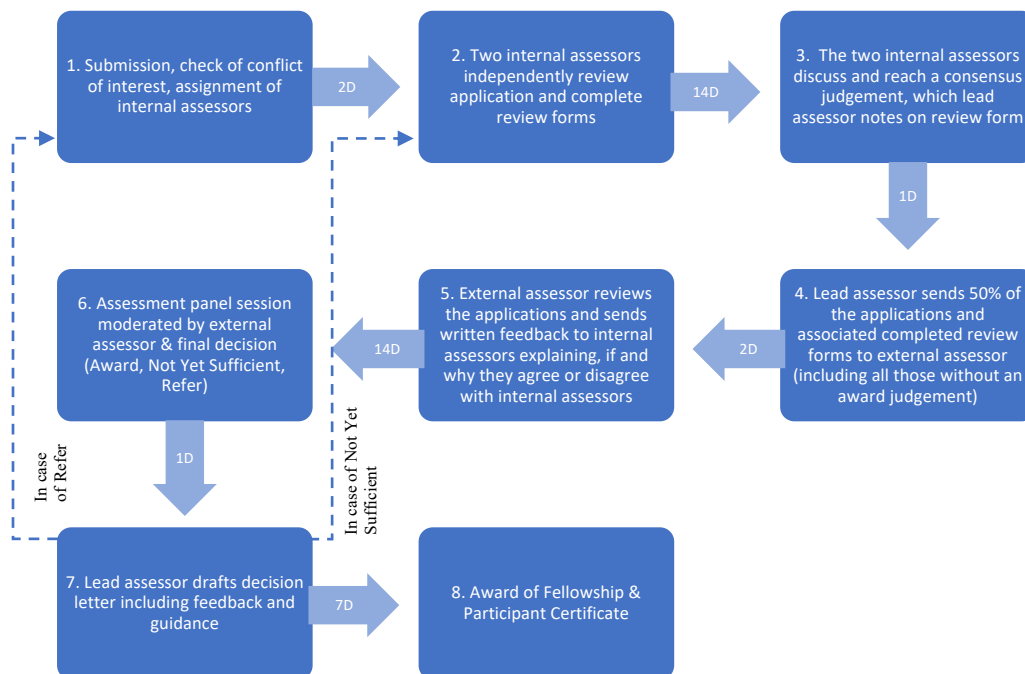 1. Submission, check of conflict
of interest, assignment of
internal assessors
2D
2. Two internal assessors
independently review
application and complete
review forms
14D
3. The two internal assessors
discuss and reach a consensus
judgement, which lead
assessor notes on review form
1D
4. Lead assessor sends 50% of
the applications and
associated completed review
forms to external assessor
(including all those without an
award judgement)
2D
5. External assessor reviews
the applications and sends
written feedback to internal
assessors explaining, if and
why they agree or disagree
with internal assessors
14D
6. Assessment panel session
moderated by external
assessor & final decision
(Award, Not Yet Sufficient,
Refer)
1D
In case
of Refer
In case of Not Yet
Sufficient
7. Lead assessor drafts decision
letter including feedback and
guidance
7D
8. Award of Fellowship &
Participant Certificate